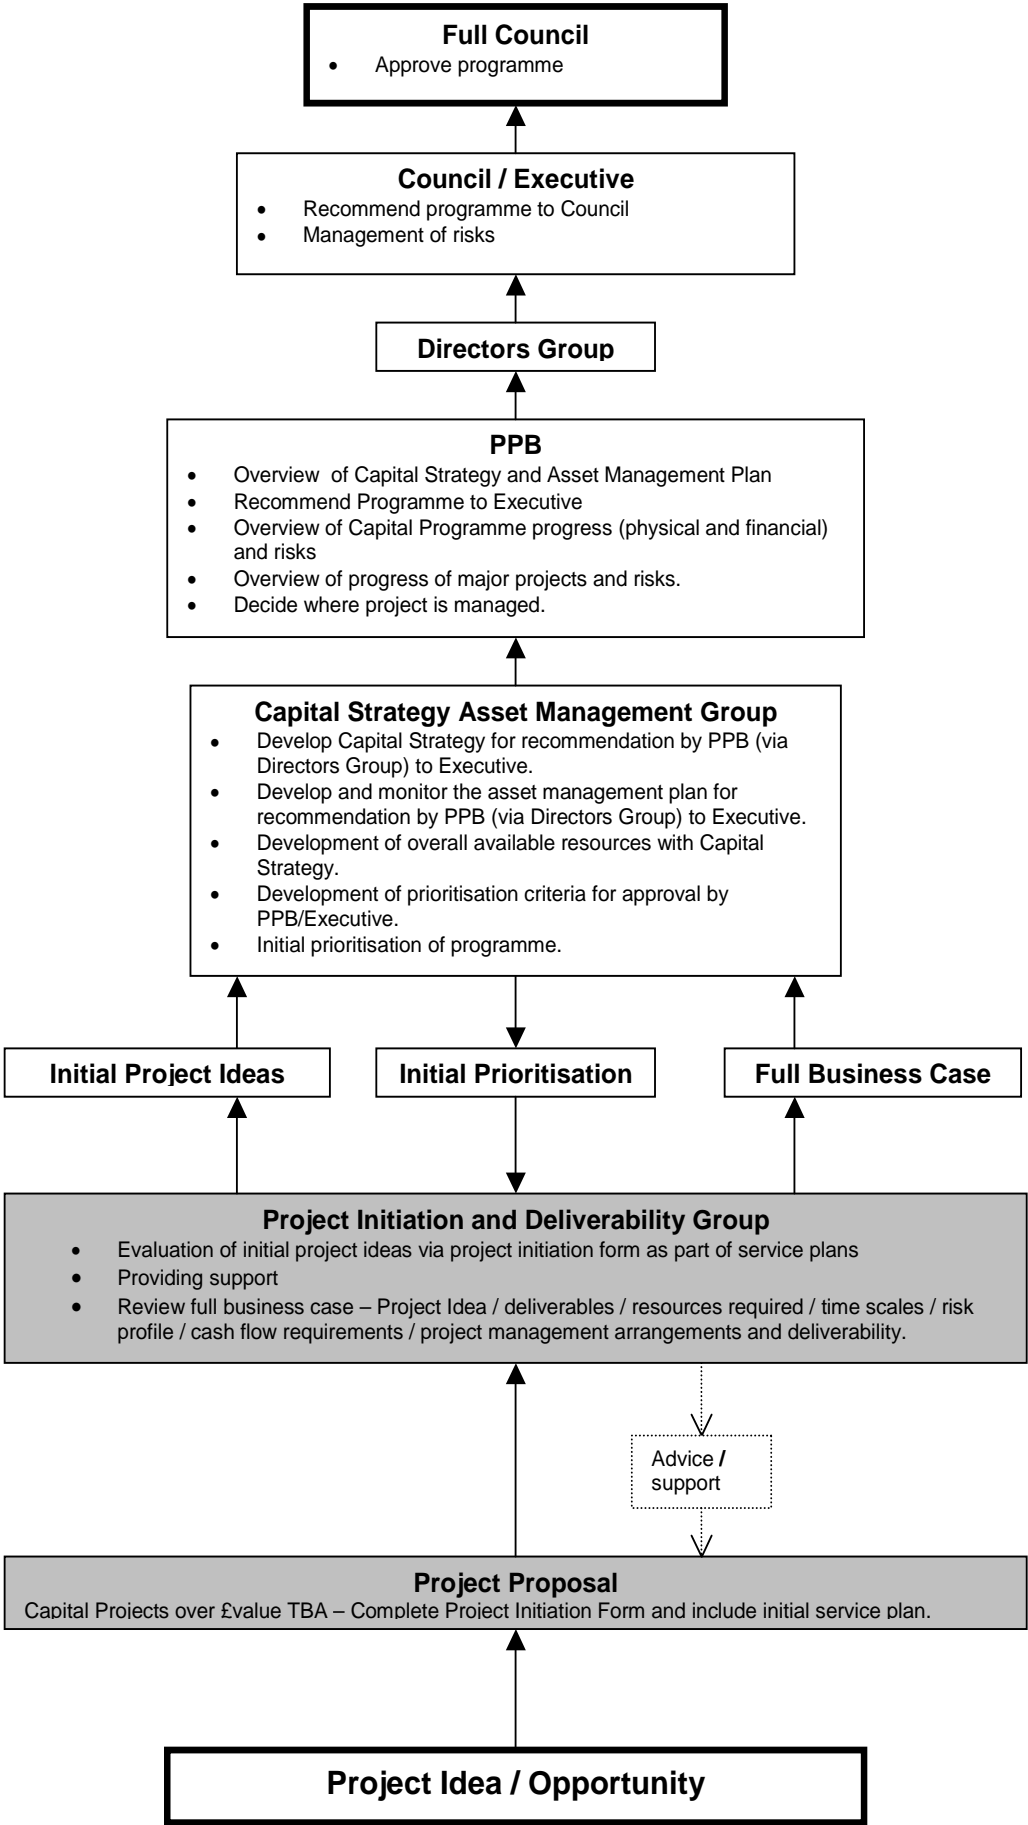 Full Council
• Approve programme
Council / Executive
• Recommend programme to Council
• Management of risks
Directors Group
PPB
• Overview of Capital Strategy and Asset Management Plan
• Recommend Programme to Executive
• Overview of Capital Programme progress (physical and financial)
and risks
• Overview of progress of major projects and risks.
• Decide where project is managed.
Capital Strategy Asset Management Group
• Develop Capital Strategy for recommendation by PPB (via
Directors Group) to Executive.
• Develop and monitor the asset management plan for
recommendation by PPB (via Directors Group) to Executive.
• Development of overall available resources with Capital
Strategy.
• Development of prioritisation criteria for approval by
PPB/Executive.
• Initial prioritisation of programme.
Initial Project Ideas
Initial Prioritisation
Full Business Case
Project Initiation and Deliverability Group
• Evaluation of initial project ideas via project initiation form as part of service plans
• Providing support
• Review full business case – Project Idea / deliverables / resources required / time scales / risk
profile / cash flow requirements / project management arrangements and deliverability.
Advice /
support
Project Proposal
Capital Projects over £value TBA – Complete Project Initiation Form and include initial service plan.
Project Idea / Opportunity